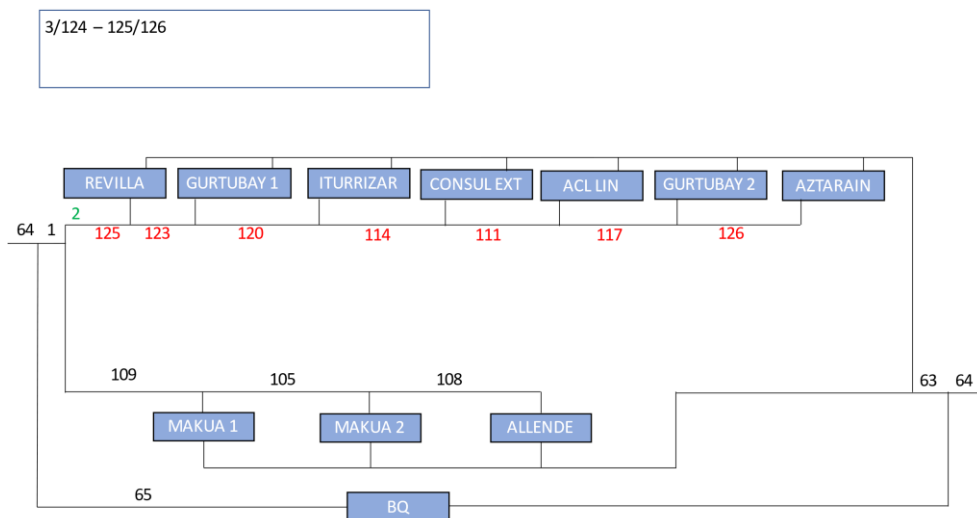 3/124 – 125/126
REVILLA GURTUBAY 1 ITURRIZAR CONSUL EXT ACL LIN GURTUBAY 2 AZTARAIN
2
64 1 125 123 120 114 111 117 126
109 105 108 63 64
MAKUA 1 MAKUA 2 ALLENDE
65
BQ